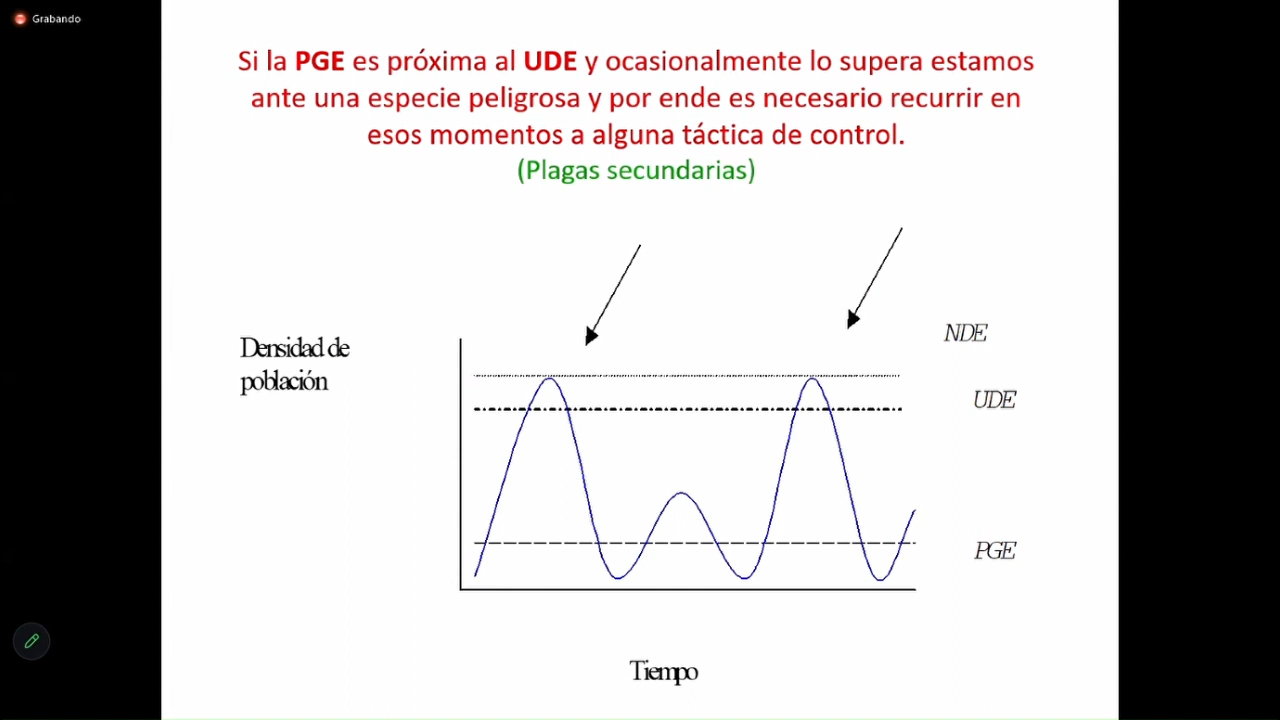 Grabando
Si la PGE es próxima al UDE y ocasionalmente lo supera estamos
ante una especie peligrosa y por ende es necesario recurrir en
esos momentos a alguna táctica de control.
(Plagas secundarias)
NDE
Densidad de
población
UDE
PGE
Tiempo